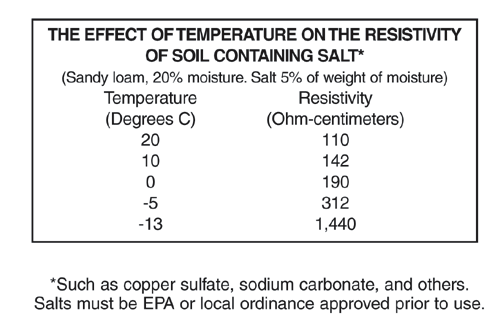 THE EFFECT OF TEMPERATURE ON THE RESISTIVITY
OF SOIL CONTAINING SALT*
(Sandy loam, 20% moisture. Salt 5% of weight of moisture)
Temperature Resistivity
(Degrees C) (Ohm-centimeters)
20 110
10 142
0 190
-5 312
-13 1,440
*Such as copper sulfate, sodium carbonate, and others.
Salts must be EPA or local ordinance approved prior to use.